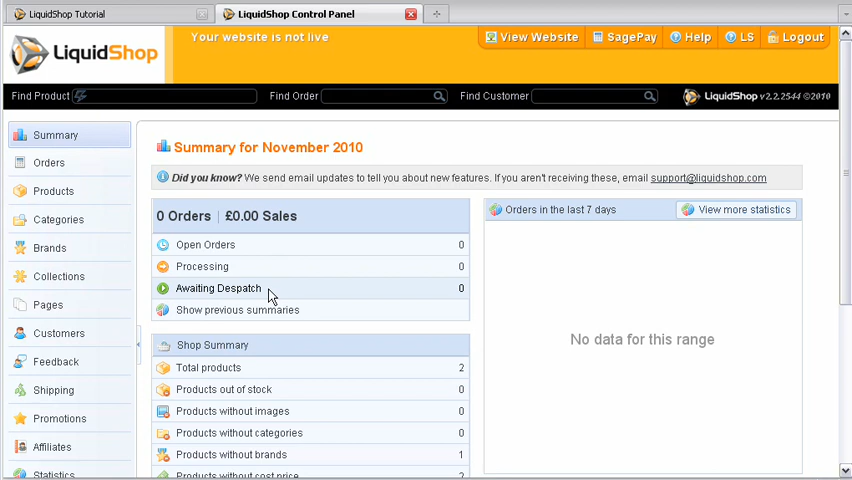 LiquidShop Tutorial
LiquidShop Control Panel
LiquidShop
Your website is not live
View Website
SagePay
Help
LS
Logout
Find Product
Find Order
Find Customer
LiquidShop v2.2.2544 ©2010
Summary
Orders
Products
Categories
Brands
Collections
Pages
Customers
Feedback
Shipping
Promotions
Affiliates
Statistics
Summary for November 2010
Did you know? We send email updates to tell you about new features. If you aren't receiving these, email support@liquidshop.com
0 Orders £0.00 Sales
Open Orders 0
Processing 0
Awaiting Despatch 0
Show previous summaries
Shop Summary
Total products 2
Products out of stock 0
Products without images 0
Products without categories 0
Products without brands 1
Products without cost price 2
Orders in the last 7 days
View more statistics
No data for this range